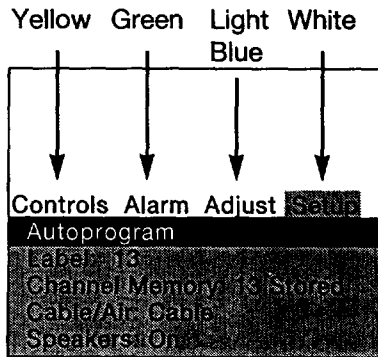 Yellow Green Light Blue White
Controls Alarm Adjust Setup
Autoprogram
Label: 13
Channel Memory: 13 Stored
Cable/Air: Cable
Speakers: On